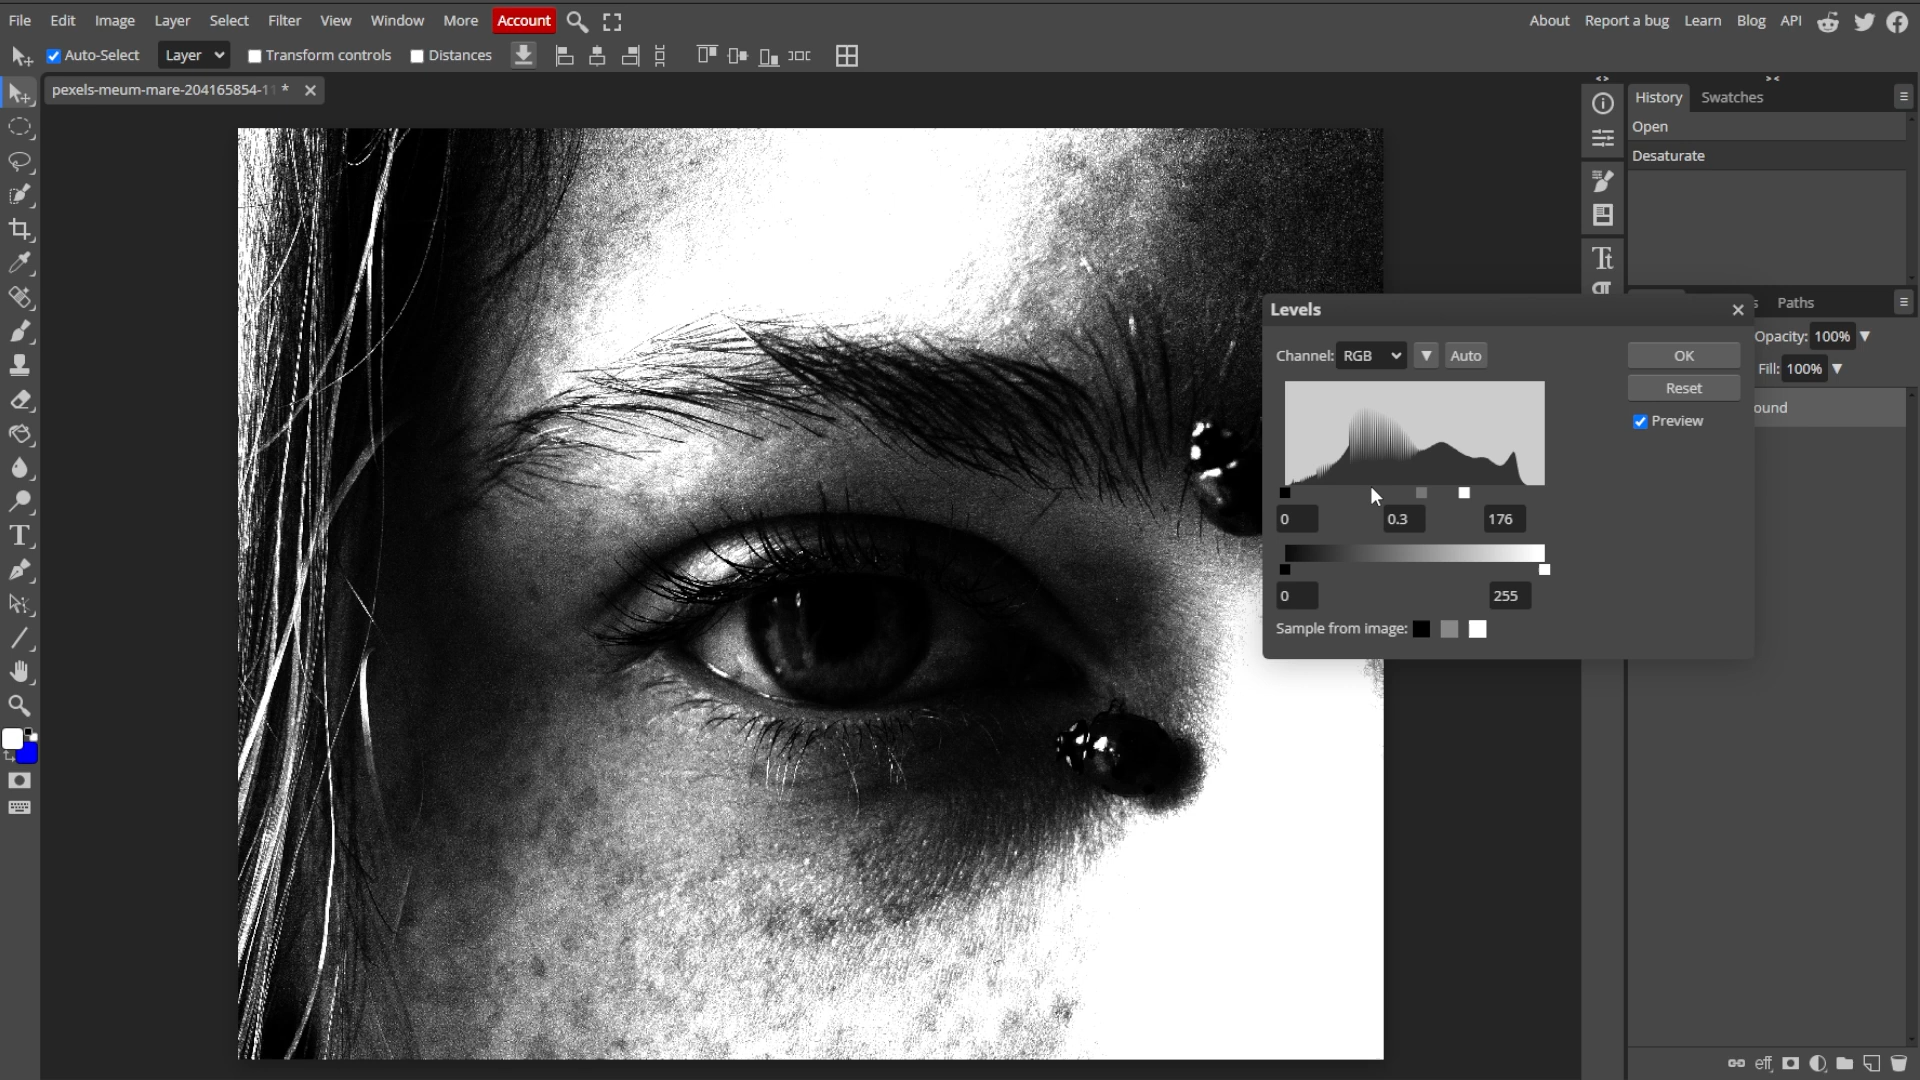 File Edit Image Layer Select Filter View Window More Account About Report a bug Learn Blog API
Auto-Select Layer Transform controls Distances
pexels-meum-mare-204165854-11 *
History Swatches
Open
Desaturate
Paths
Opacity: 100%
Fill: 100%
ound
Levels
Channel: RGB Auto OK
Reset
Preview
0 0.3 176
0 255
Sample from image:
eff